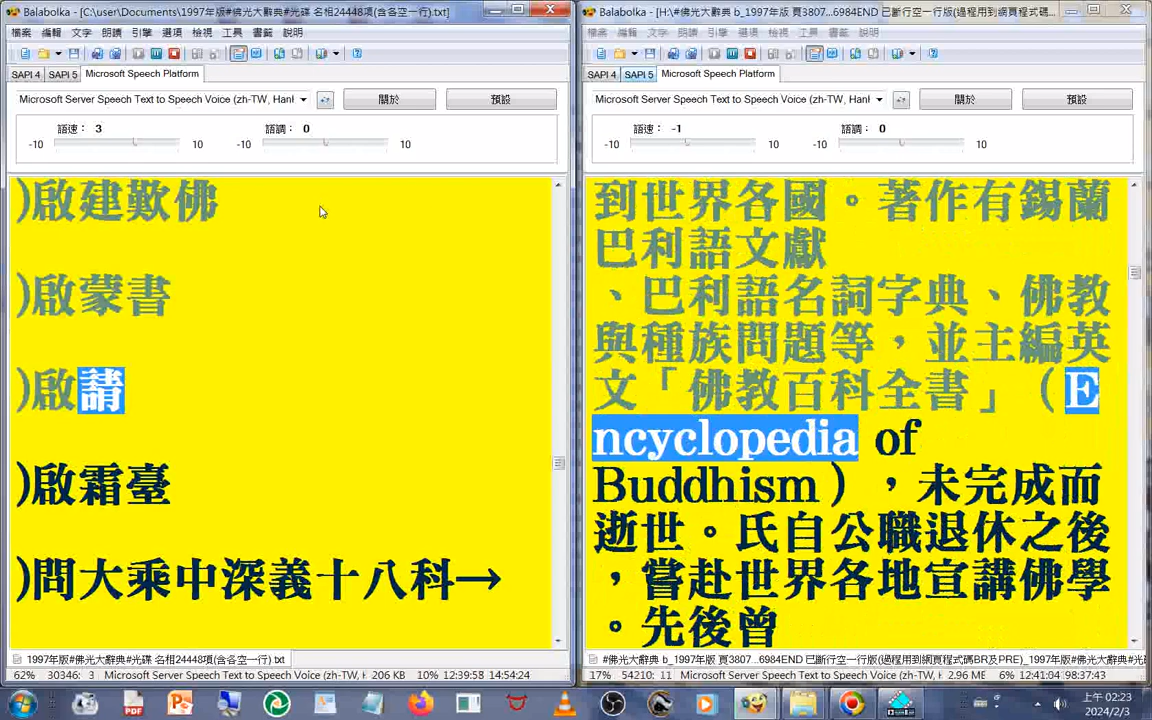 Balabolka - [C:\user\Documents\1997年版#佛光大辭典#光碟 名相24448項(含各空一行).txt]
檔案 編輯 文字 朗讀 引擎 選項 檢視 工具 書籤 說明
SAPI 4 SAPI 5 Microsoft Speech Platform
Microsoft Server Speech Text to Speech Voice (zh-TW, Hanl
關於 預設
語速： 3 語調： 0
-10 10 -10 10
)啟建歎佛
)啟蒙書
)啟請
)啟霜臺
)問大乘中深義十八科→
1997年版#佛光大辭典#光碟 名相24448項(含各空一行).txt
62% 30346: 3 Microsoft Server Speech Text to Speech Voice (zh-TW, H 206 KB 10% 12:39:58 14:54:24
Balabolka - [H:\#佛光大辭典 b_1997年版 頁3807...6984END 已斷行空一行版(過程用到網頁程式碼...
檔案 編輯 文字 朗讀 引擎 選項 檢視 工具 書籤 說明
SAPI 4 SAPI 5 Microsoft Speech Platform
Microsoft Server Speech Text to Speech Voice (zh-TW, Hanl
關於 預設
語速： -1 語調： 0
-10 10 -10 10
到世界各國。著作有錫蘭
巴利語文獻
、巴利語名詞字典、佛教
與種族問題等，並主編英
文「佛教百科全書」（E
ncyclopedia of
Buddhism），未完成而
逝世。氏自公職退休之後
，嘗赴世界各地宣講佛學
。先後曾
#佛光大辭典 b_1997年版 頁3807...6984END 已斷行空一行版(過程用到網頁程式碼BR及PRE)_1997年版#佛光
17% 54210: 11 Microsoft Server Speech Text to Speech Voice (zh-TW, H 2.96 ME 6% 12:41:04 98:37:43
上午 02:23
2024/2/3